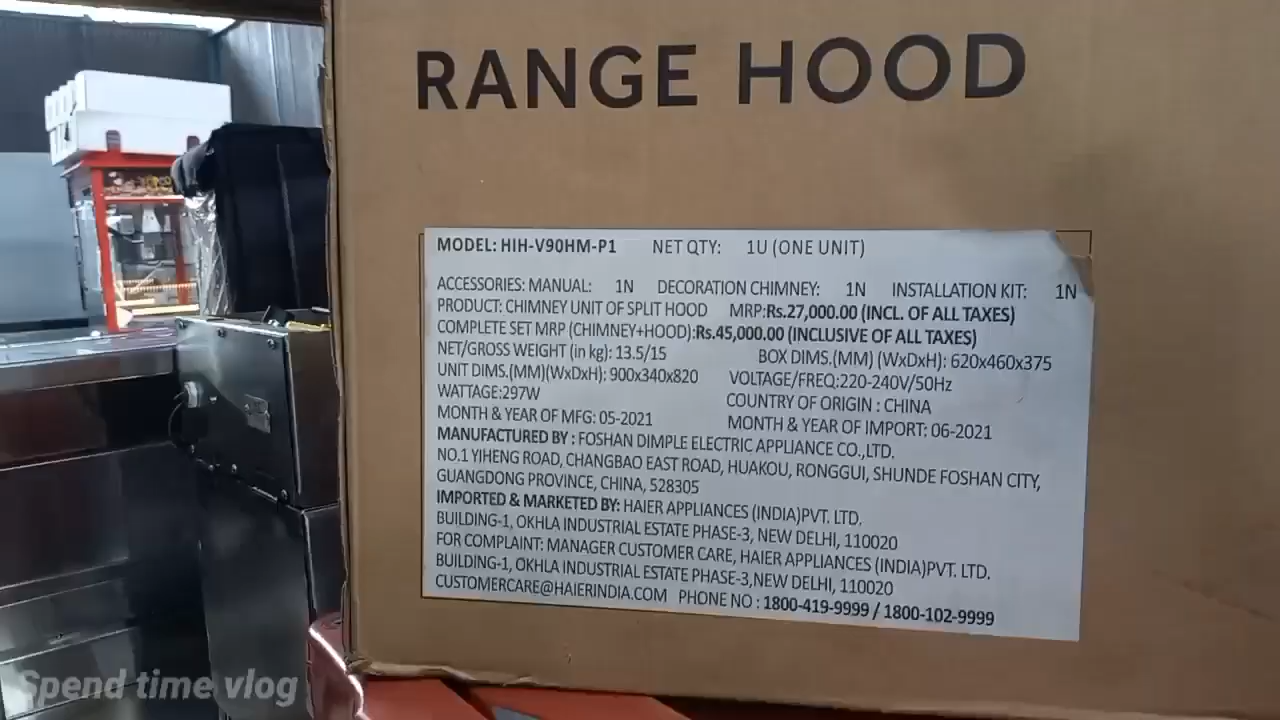 RANGE HOOD
MODEL: HIH-V90HM-P1 NET QTY: 1U (ONE UNIT)
ACCESSORIES: MANUAL: 1N DECORATION CHIMNEY: 1N INSTALLATION KIT: 1N
PRODUCT: CHIMNEY UNIT OF SPLIT HOOD MRP:Rs.27,000.00 (INCL. OF ALL TAXES)
COMPLETE SET MRP (CHIMNEY+HOOD):Rs.45,000.00 (INCLUSIVE OF ALL TAXES)
NET/GROSS WEIGHT (in kg): 13.5/15 BOX DIMS.(MM) (WxDxH): 620x460x375
UNIT DIMS.(MM)(WxDxH): 900x340x820 VOLTAGE/FREQ:220-240V/50Hz
WATTAGE:297W COUNTRY OF ORIGIN : CHINA
MONTH & YEAR OF MFG: 05-2021 MONTH & YEAR OF IMPORT: 06-2021
MANUFACTURED BY : FOSHAN DIMPLE ELECTRIC APPLIANCE CO.,LTD.
NO.1 YIHENG ROAD, CHANGBAO EAST ROAD, HUAKOU, RONGGUI, SHUNDE FOSHAN CITY,
GUANGDONG PROVINCE, CHINA, 528305
IMPORTED & MARKETED BY: HAIER APPLIANCES (INDIA)PVT. LTD.
BUILDING-1, OKHLA INDUSTRIAL ESTATE PHASE-3, NEW DELHI, 110020
FOR COMPLAINT: MANAGER CUSTOMER CARE, HAIER APPLIANCES (INDIA)PVT. LTD.
BUILDING-1, OKHLA INDUSTRIAL ESTATE PHASE-3,NEW DELHI, 110020
CUSTOMERCARE@HAIERINDIA.COM PHONE NO : 1800-419-9999 / 1800-102-9999
Spend time vlog